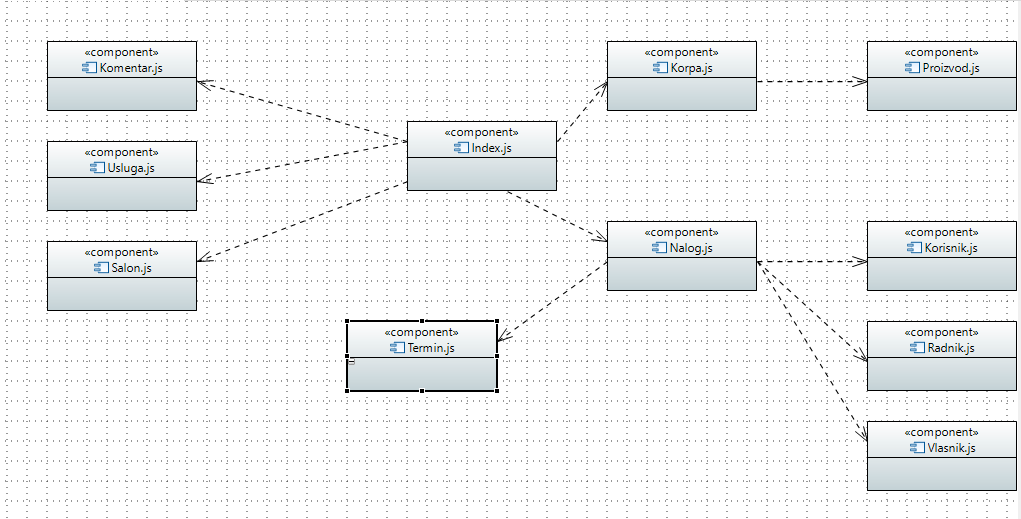 «component»
Komentar.js
«component»
Korpa.js
«component»
Proizvod.js
«component»
Index.js
«component»
Usluga.js
«component»
Salon.js
«component»
Nalog.js
«component»
Korisnik.js
«component»
Termin.js
«component»
Radnik.js
«component»
Vlasnik.js